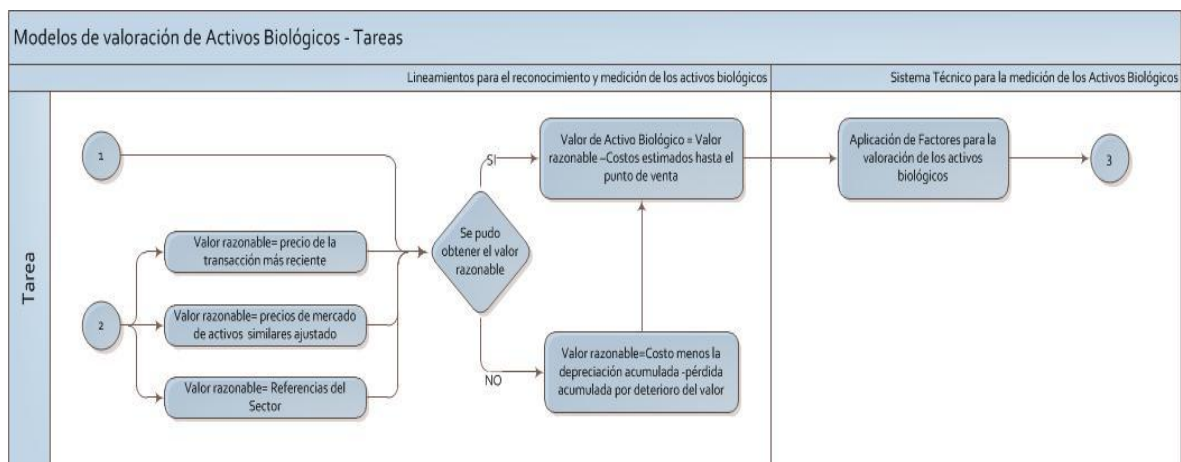 Modelos de valoración de Activos Biológicos - Tareas
Lineamientos para el reconocimiento y medición de los activos biológicos
Sistema Técnico para la medición de los Activos Biológicos
Tarea
1
2
Valor razonable= precio de la
transacción más reciente
Valor razonable= precios de mercado
de activos similares ajustado
Valor razonable= Referencias del
Sector
Se pudo
obtener el valor
razonable
SI
NO
Valor de Activo Biológico = Valor
razonable –Costos estimados hasta el
punto de venta
Valor razonable=Costo menos la
depreciación acumulada -pérdida
acumulada por deterioro del valor
Aplicación de Factores para la
valoración de los activos
biológicos
3